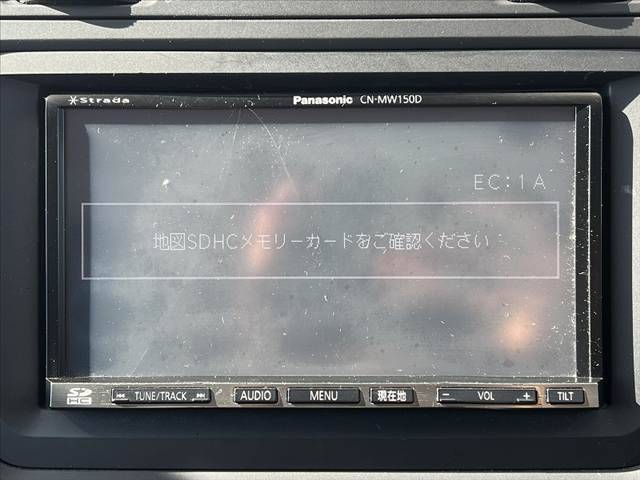 Strada
Panasonic CN-MW150D
EC:1A
地図SDHCメモリーカードをご確認ください
SD HC TUNE/TRACK AUDIO MENU 現在地 − VOL + TILT